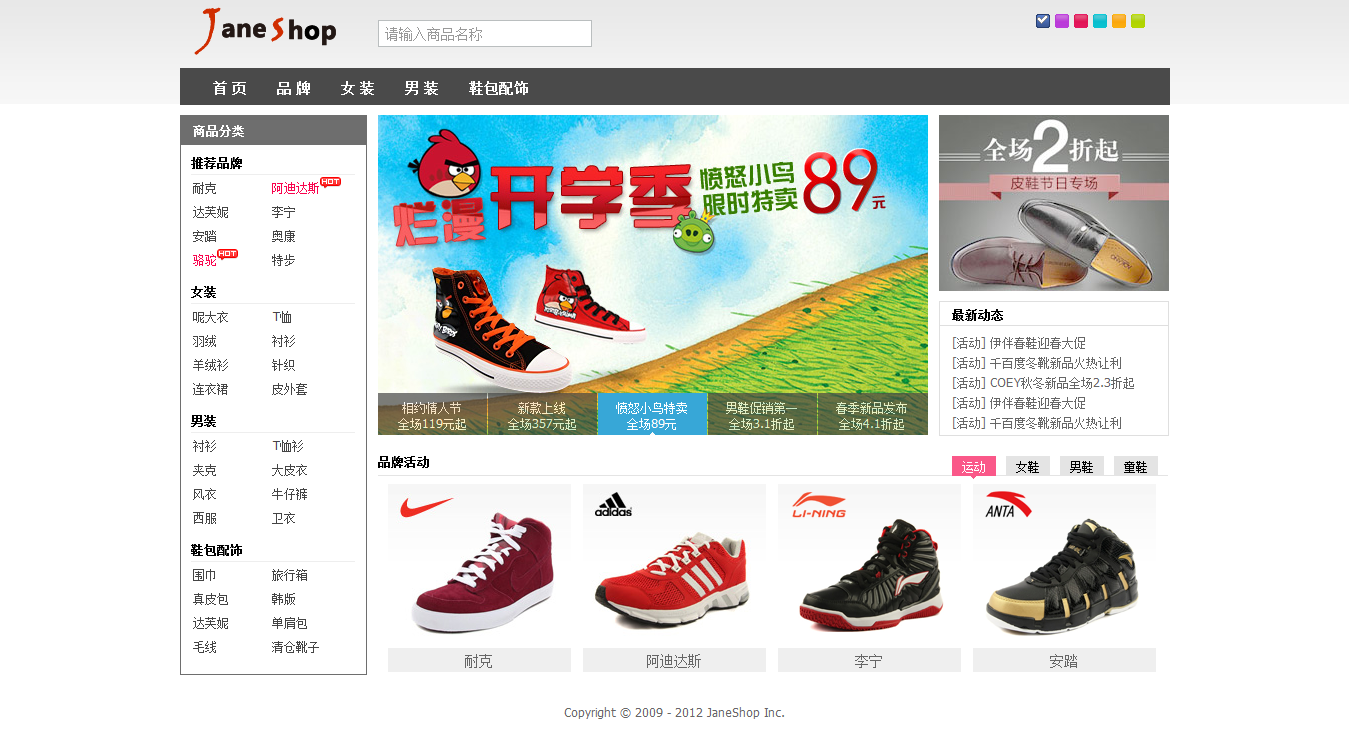 Jane Shop
请输入商品名称
首 页 品 牌 女 装 男 装 鞋包配饰
商品分类
推荐品牌
耐克 阿迪达斯 HOT
达芙妮 李宁
安踏 奥康
骆驼 HOT 特步
女装
呢大衣 T恤
羽绒 衬衫
羊绒衫 针织
连衣裙 皮外套
男装
衬衫 T恤衫
夹克 大皮衣
风衣 牛仔裤
西服 卫衣
鞋包配饰
围巾 旅行箱
真皮包 韩版
达芙妮 单肩包
毛线 清仓靴子
烂漫 开学季
愤怒小鸟
限时特卖
89元
相约情人节
全场119元起
新款上线
全场357元起
愤怒小鸟特卖
全场89元
男鞋促销第一
全场3.1折起
春季新品发布
全场4.1折起
全场2折起
皮鞋节日专场
最新动态
[活动] 伊伴春鞋迎春大促
[活动] 千百度冬靴新品火热让利
[活动] COEY秋冬新品全场2.3折起
[活动] 伊伴春鞋迎春大促
[活动] 千百度冬靴新品火热让利
品牌活动
运动 女鞋 男鞋 童鞋
adidas
LI-NING
ANTA
耐克 阿迪达斯 李宁 安踏
Copyright © 2009 - 2012 JaneShop Inc.